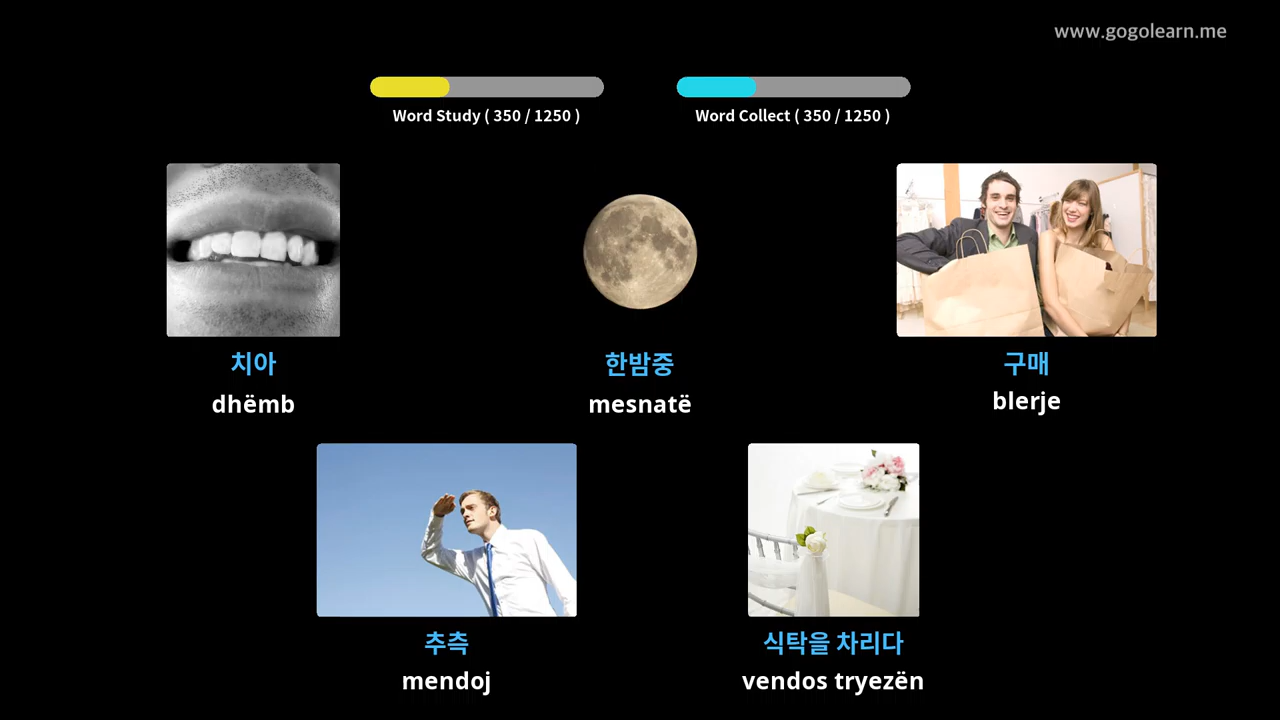 www.gogolearn.me
Word Study ( 350 / 1250 )
Word Collect ( 350 / 1250 )
치아
dhëmb
한밤중
mesnatë
구매
blerje
추측
mendoj
식탁을 차리다
vendos tryezën